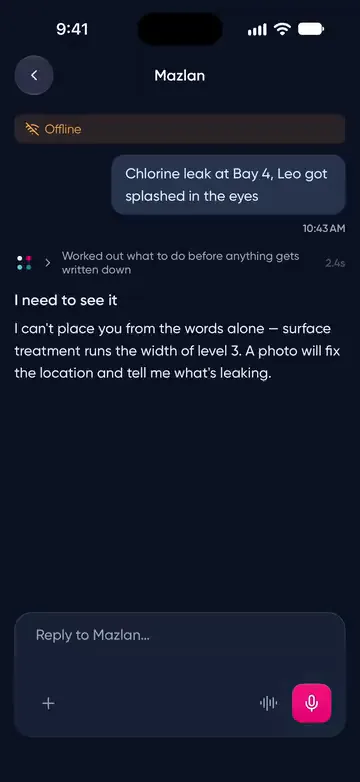 9:41
Mazlan
Offline
Chlorine leak at Bay 4, Leo got
splashed in the eyes
10:43 AM
Worked out what to do before anything gets
written down
2.4s
I need to see it
I can't place you from the words alone — surface
treatment runs the width of level 3. A photo will fix
the location and tell me what's leaking.
Reply to Mazlan...